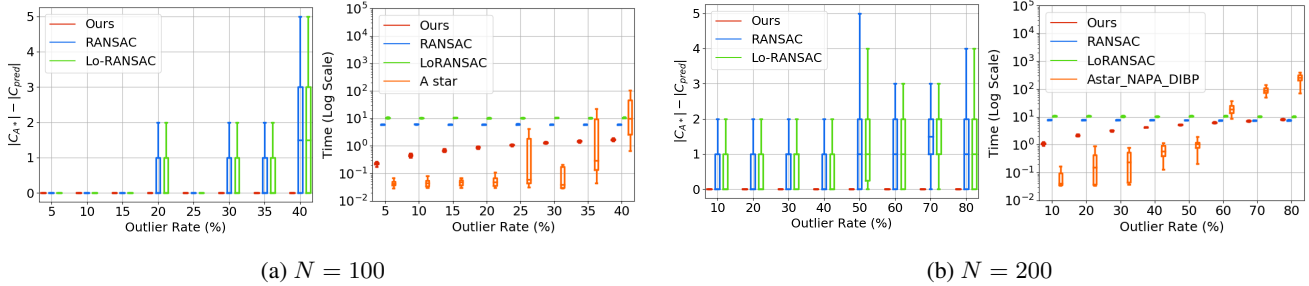 5
4
3
2
1
0
|C_{A*}| − |C_{pred}|
Ours
RANSAC
Lo-RANSAC
5 10 15 20 25 30 35 40
Outlier Rate (%)
10^5
10^4
10^3
10^2
10^1
10^0
10^{−1}
10^{−2}
Time (Log Scale)
Ours
RANSAC
LoRANSAC
A star
5 10 15 20 25 30 35 40
Outlier Rate (%)
(a) N = 100
5
4
3
2
1
0
|C_{A*}| − |C_{pred}|
Ours
RANSAC
Lo-RANSAC
10 20 30 40 50 60 70 80
Outlier Rate (%)
10^5
10^4
10^3
10^2
10^1
10^0
10^{−1}
10^{−2}
Time (Log Scale)
Ours
RANSAC
LoRANSAC
Astar_NAPA_DIBP
10 20 30 40 50 60 70 80
Outlier Rate (%)
(b) N = 200